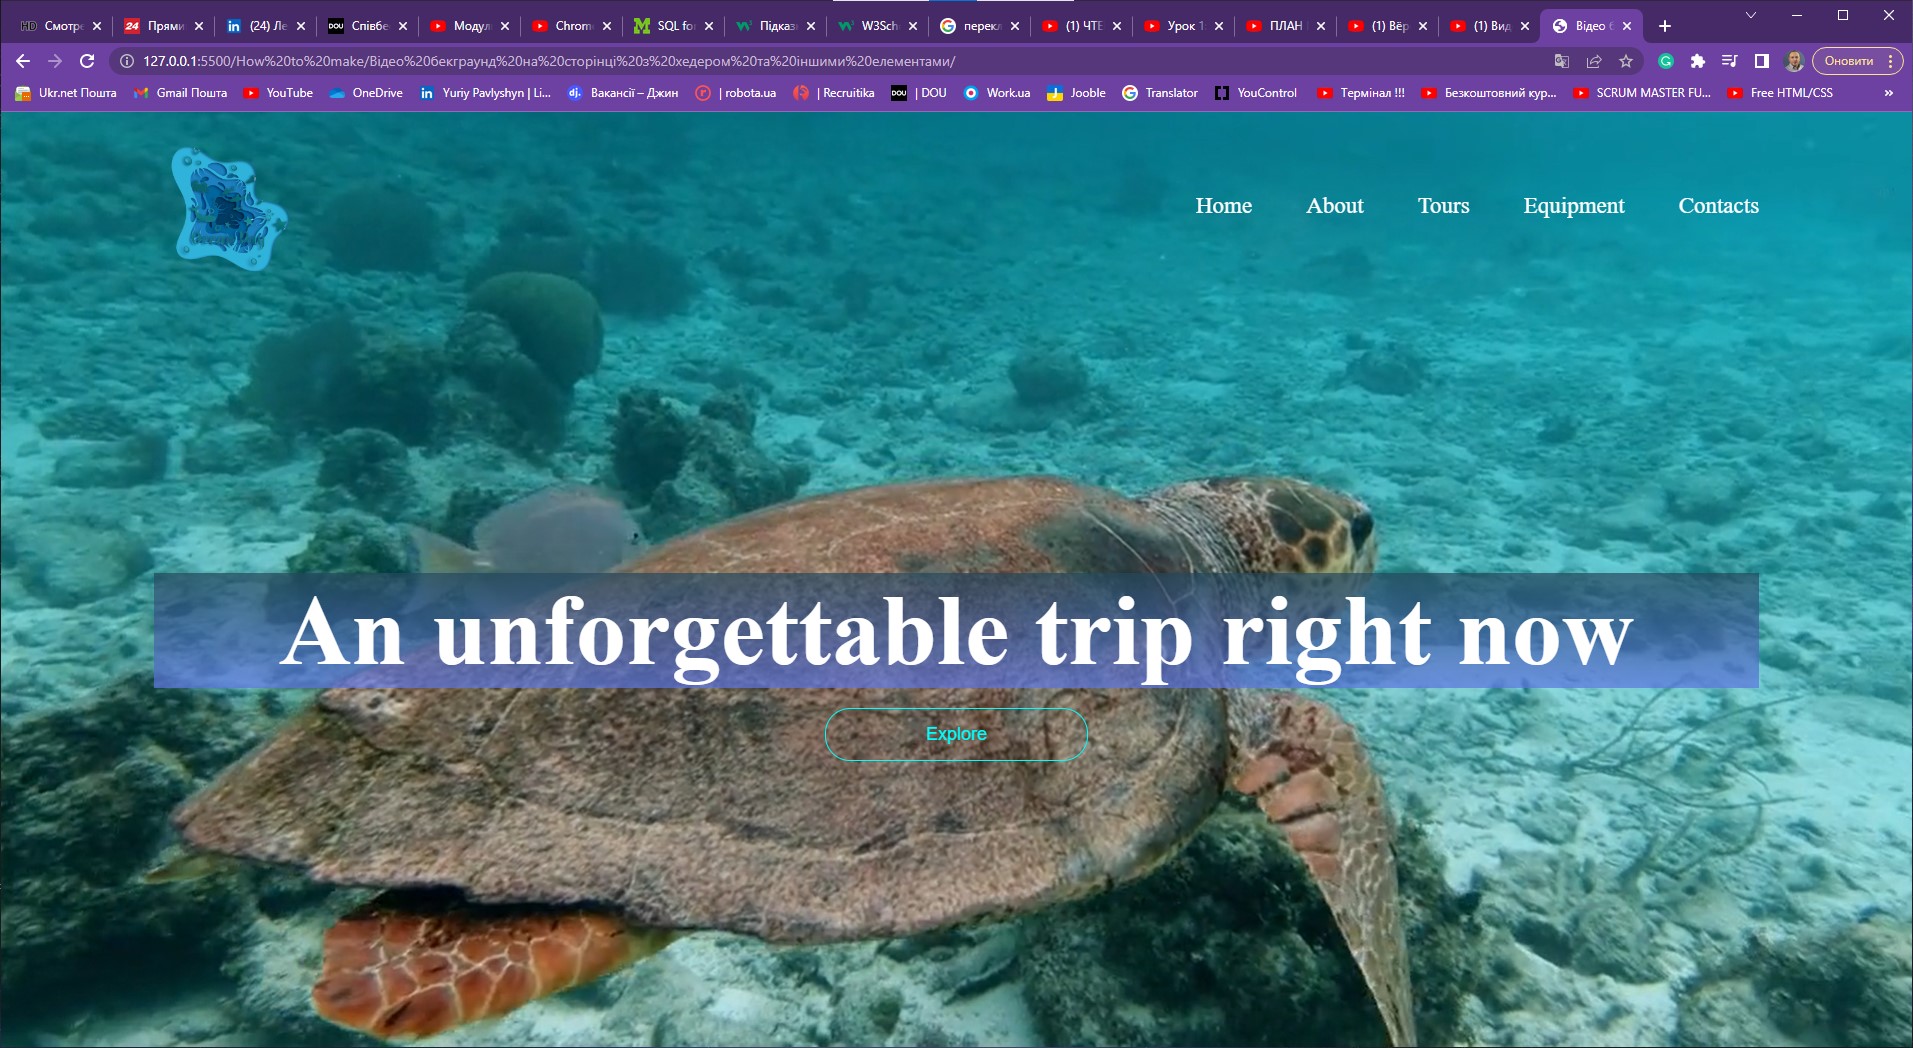 HD Смотре
24 Прями
in (24) Ле
DOU Співбе
Модул
Chrom
SQL fo
Підказ
W3Sch
перекл
(1) ЧТЕ
Урок 1
ПЛАН
(1) Вёр
(1) Вид
Відео б
127.0.0.1:5500/How%20to%20make/Відео%20бекграунд%20на%20сторінці%20з%20хедером%20та%20іншими%20елементами/
Оновити
Ukr.net Пошта
Gmail Пошта
YouTube
OneDrive
in Yuriy Pavlyshyn | Li...
dj. Вакансії – Джин
r | robota.ua
| Recruitika
DOU | DOU
Work.ua
Jooble
Translator
YouControl
Термінал !!!
Безкоштовний кур...
SCRUM MASTER FU...
Free HTML/CSS
»
Home
About
Tours
Equipment
Contacts
An unforgettable trip right now
Explore